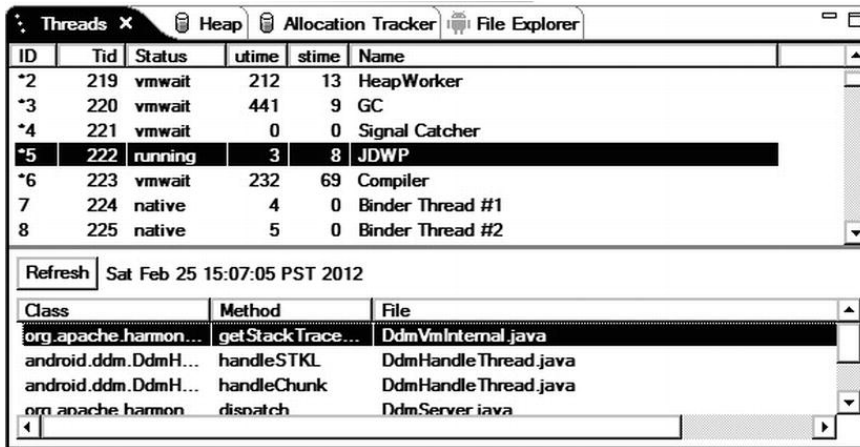 Threads X Heap Allocation Tracker File Explorer
ID Tid Status utime stime Name
*2 219 vmwait 212 13 HeapWorker
*3 220 vmwait 441 9 GC
*4 221 vmwait 0 0 Signal Catcher
*5 222 running 3 8 JDWP
*6 223 vmwait 232 69 Compiler
7 224 native 4 0 Binder Thread #1
8 225 native 5 0 Binder Thread #2
Refresh Sat Feb 25 15:07:05 PST 2012
Class Method File
org.apache.harmon... getStackTrace... DdmVmInternal.java
android.ddm.DdmH... handleSTKL DdmHandleThread.java
android.ddm.DdmH... handleChunk DdmHandleThread.java
org.apache.harmon dispatch DdmServer.java